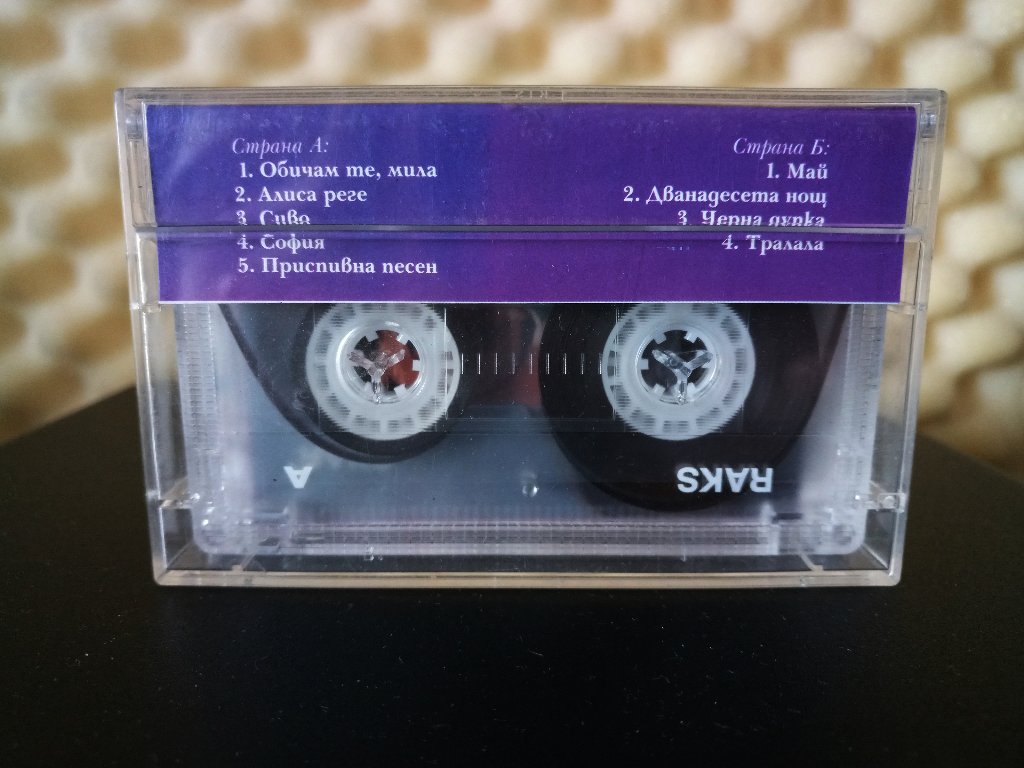 Страна А:
1. Обичам те, мила
2. Алиса реге
3. Сиво
4. София
5. Приспивна песен
Страна Б:
1. Май
2. Дванадесета нощ
3. Черна дупка
4. Тралала
A
RAKS